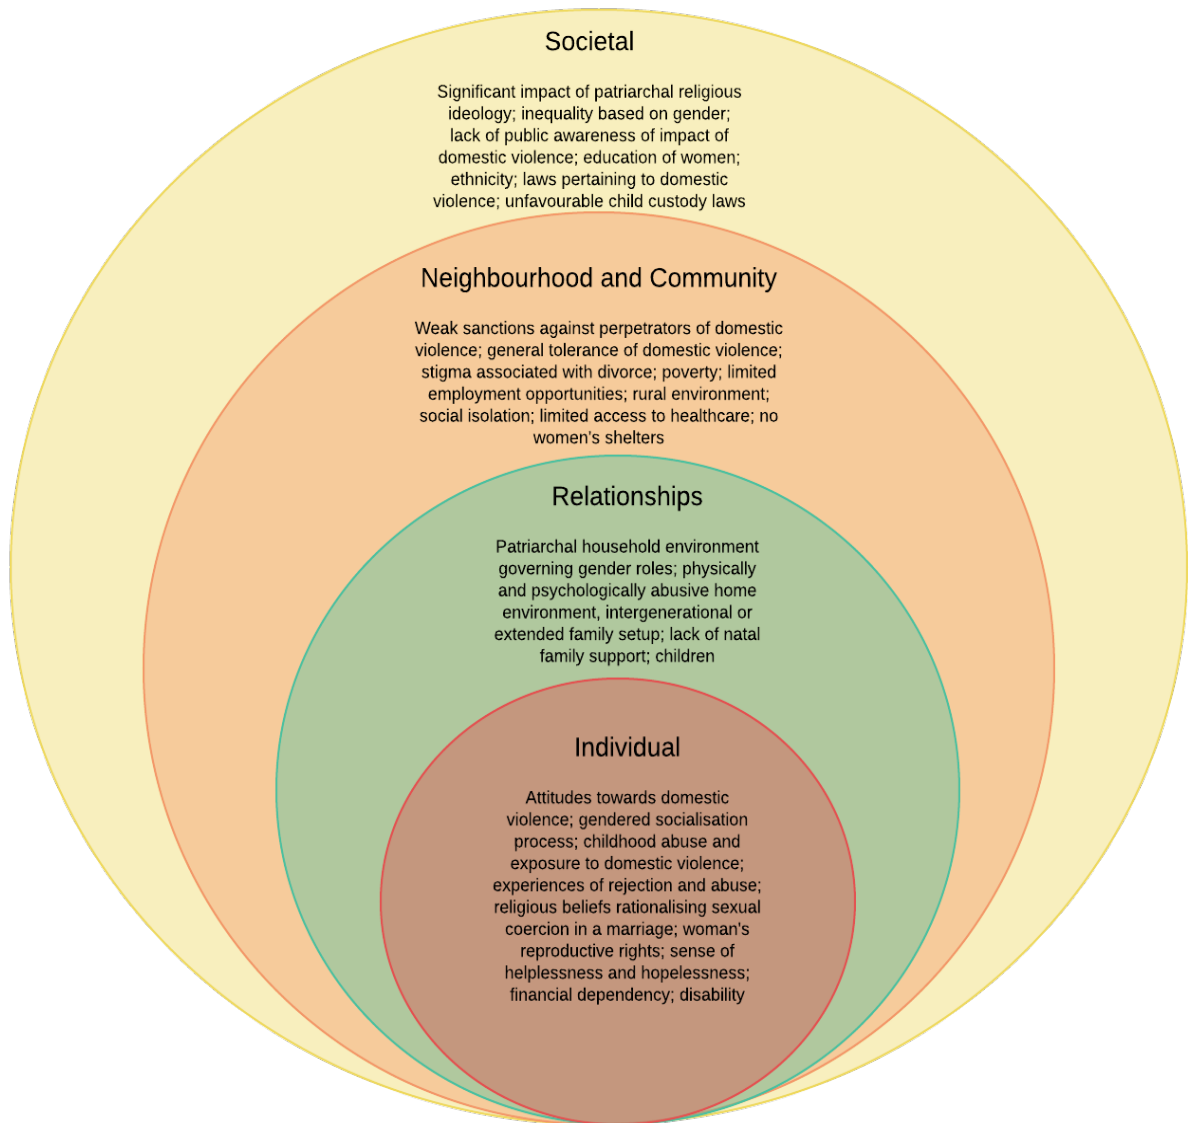 Societal
Significant impact of patriarchal religious
ideology; inequality based on gender;
lack of public awareness of impact of
domestic violence; education of women;
ethnicity; laws pertaining to domestic
violence; unfavourable child custody laws
Neighbourhood and Community
Weak sanctions against perpetrators of domestic
violence; general tolerance of domestic violence;
stigma associated with divorce; poverty; limited
employment opportunities; rural environment;
social isolation; limited access to healthcare; no
women's shelters
Relationships
Patriarchal household environment
governing gender roles; physically
and psychologically abusive home
environment, intergenerational or
extended family setup; lack of natal
family support; children
Individual
Attitudes towards domestic
violence; gendered socialisation
process; childhood abuse and
exposure to domestic violence;
experiences of rejection and abuse;
religious beliefs rationalising sexual
coercion in a marriage; woman's
reproductive rights; sense of
helplessness and hopelessness;
financial dependency; disability